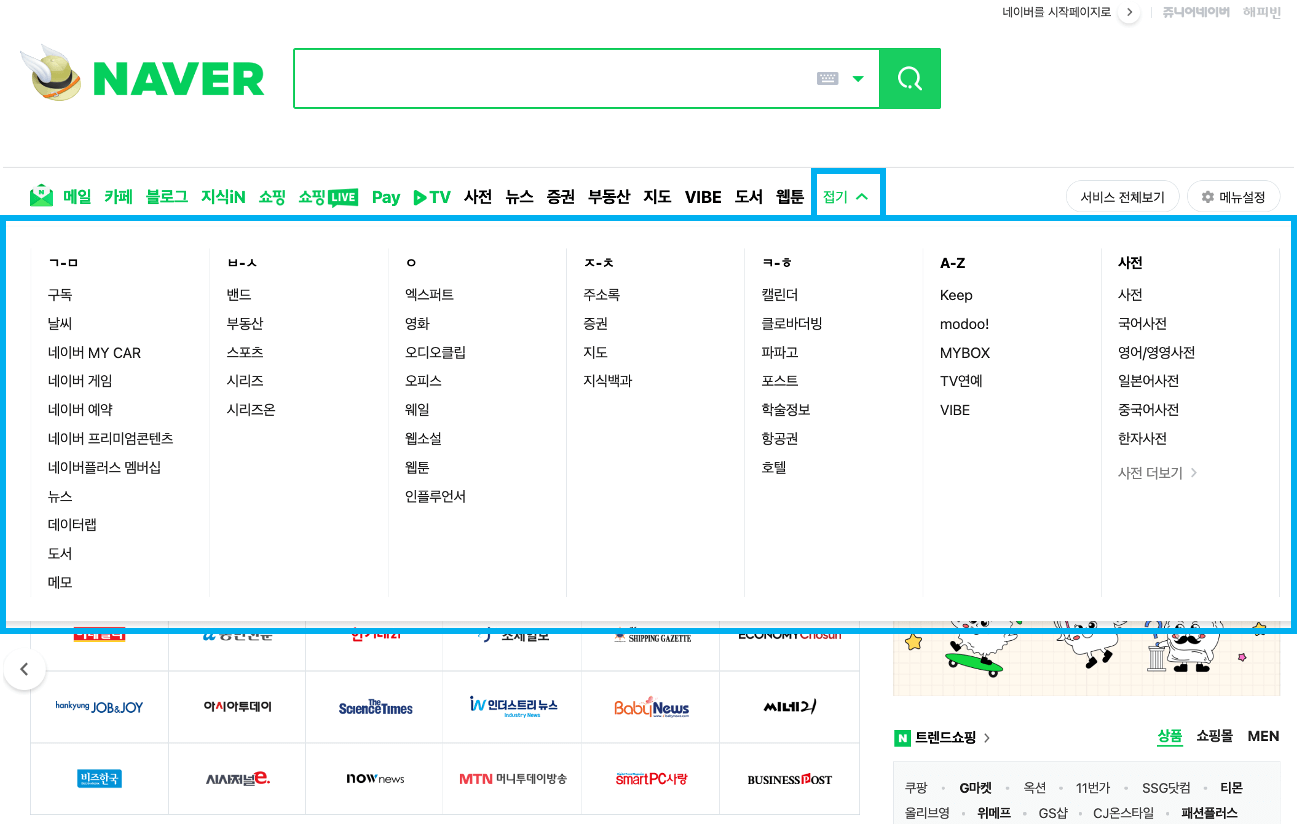 네이버를 시작페이지로 쥬니어네이버 해피빈
NAVER
메일 카페 블로그 지식iN 쇼핑 쇼핑LIVE Pay TV 사전 뉴스 증권 부동산 지도 VIBE 도서 웹툰 접기 서비스 전체보기 메뉴설정
ㄱ-ㅁ
구독
날씨
네이버 MY CAR
네이버 게임
네이버 예약
네이버 프리미엄콘텐츠
네이버플러스 멤버십
뉴스
데이터랩
도서
메모
ㅂ-ㅅ
밴드
부동산
스포츠
시리즈
시리즈온
ㅇ
엑스퍼트
영화
오디오클립
오피스
웨일
웹소설
웹툰
인플루언서
ㅈ-ㅊ
주소록
증권
지도
지식백과
ㅋ-ㅎ
캘린더
클로바더빙
파파고
포스트
학술정보
항공권
호텔
A-Z
Keep
modoo!
MYBOX
TV연예
VIBE
사전
사전
국어사전
영어/영영사전
일본어사전
중국어사전
한자사전
사전 더보기
조세일보 SHIPPING GAZETTE ECONOMYChosun
hankyung JOB&JOY 아시아투데이 The ScienceTimes iN 인더스트리 뉴스 Industry News Baby News 씨네21
비즈한국 시사저널e. now news MTN 머니투데이방송 smartPC사랑 BUSINESSPOST
N 트렌드쇼핑 상품 쇼핑몰 MEN
쿠팡 · G마켓 · 옥션 · 11번가 · SSG닷컴 · 티몬
올리브영 · 위메프 · GS샵 · CJ온스타일 · 패션플러스